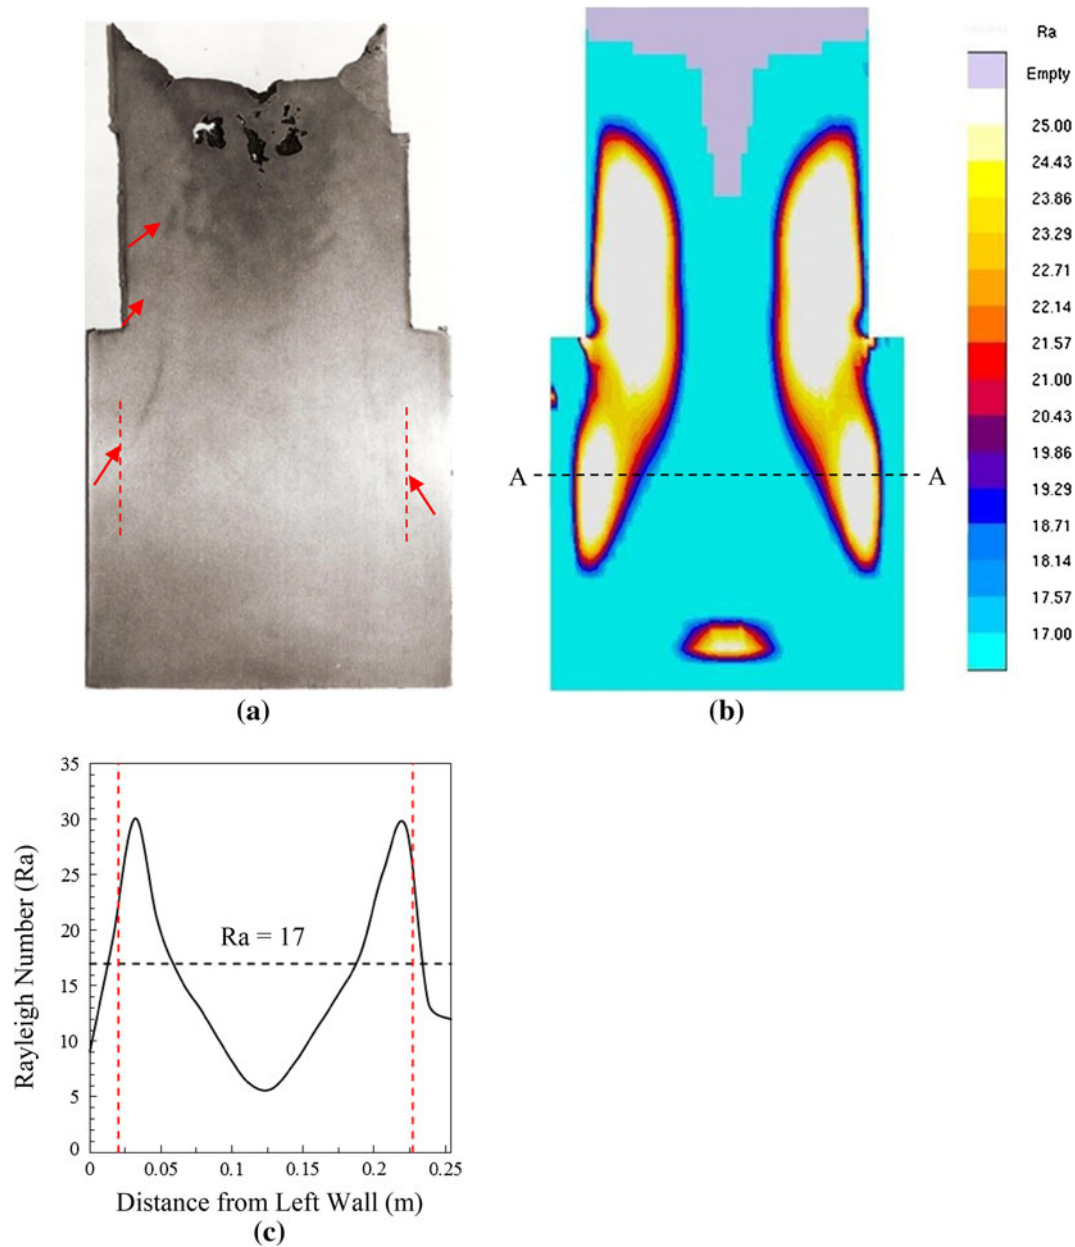 Ra
Empty
25.00
24.43
23.86
23.29
22.71
22.14
21.57
21.00
20.43
19.86
19.29
18.71
18.14
17.57
17.00
A A
(a) (b)
35
30
25
20
15
10
5
0
Rayleigh Number (Ra)
Ra = 17
0 0.05 0.1 0.15 0.2 0.25
Distance from Left Wall (m)
(c)